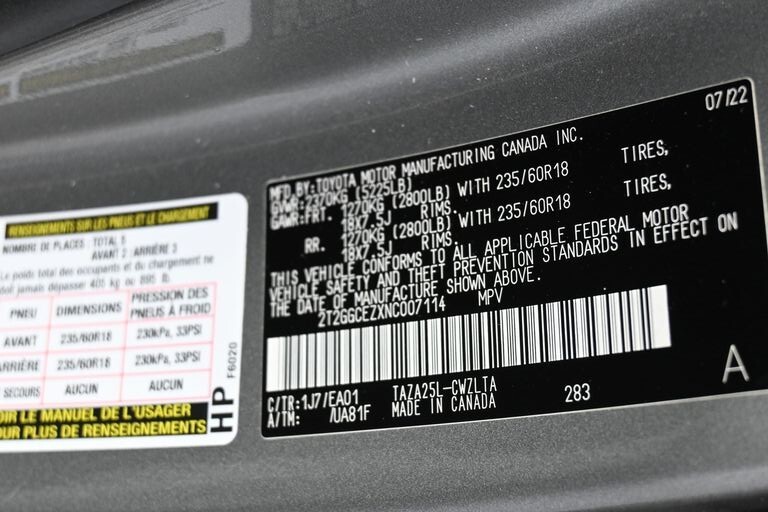 RENSEIGNEMENTS SUR LES PNEUS ET LE CHARGEMENT
NOMBRE DE PLACES : TOTAL 5
AVANT 2 : ARRIÈRE 3
Le poids total des occupants et du chargement ne
doit jamais dépasser 405 kg ou 895 lb.
PNEU DIMENSIONS PRESSION DES PNEUS À FROID
AVANT 235/60R18 230kPa, 33PSI
ARRIÈRE 235/60R18 230kPa, 33PSI
SECOURS AUCUN AUCUN
OIR LE MANUEL DE L'USAGER
OUR PLUS DE RENSEIGNEMENTS
HP F6020
07/22
MFD BY:TOYOTA MOTOR MANUFACTURING CANADA INC.
GVWR:2370KG (5225LB)
GAWR:FRT. 1270KG (2800LB) WITH 235/60R18 TIRES,
18X7.5J RIMS.
RR. 1270KG (2800LB) WITH 235/60R18 TIRES,
18X7.5J RIMS.
THIS VEHICLE CONFORMS TO ALL APPLICABLE FEDERAL MOTOR
VEHICLE SAFETY AND THEFT PREVENTION STANDARDS IN EFFECT ON
THE DATE OF MANUFACTURE SHOWN ABOVE.
2T2GGCEZXNC007114 MPV
C/TR:1J7/EA01 TAZA25L-CWZLTA
A/TM: /UA81F MADE IN CANADA 283
A